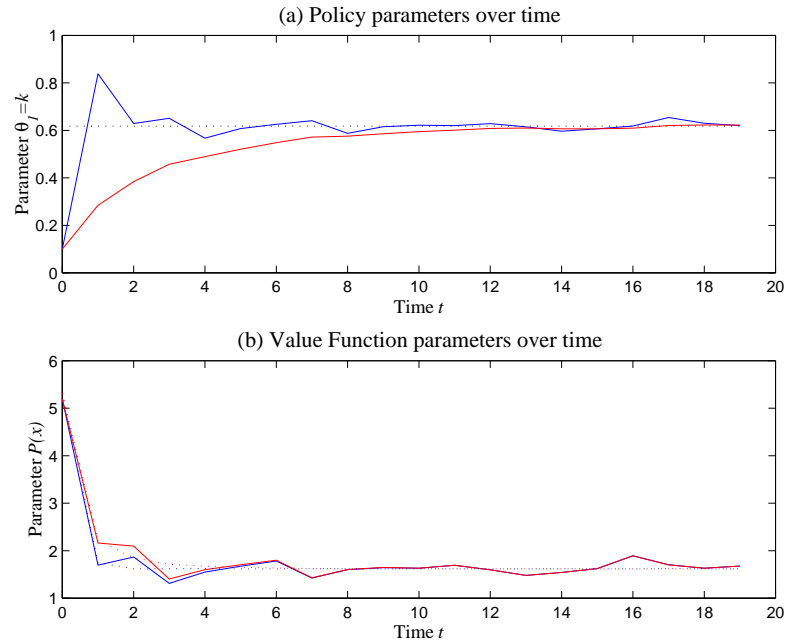 (a) Policy parameters over time
1
0.8
0.6
0.4
0.2
0
Parameter θ_l=k
0 2 4 6 8 10 12 14 16 18 20
Time t
(b) Value Function parameters over time
6
5
4
3
2
1
Parameter P(x)
0 2 4 6 8 10 12 14 16 18 20
Time t